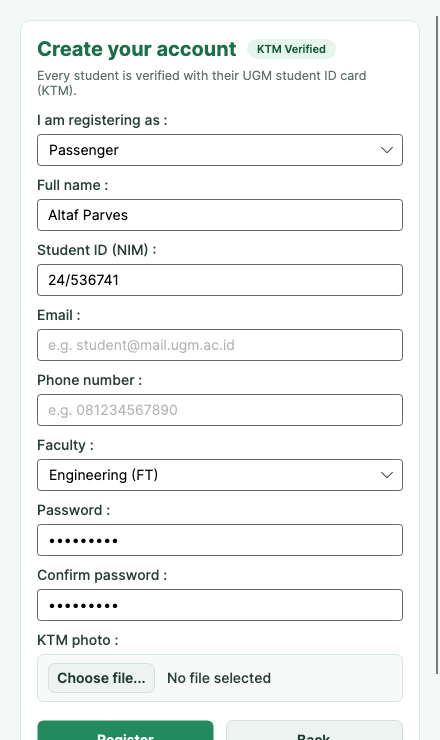 Create your account KTM Verified
Every student is verified with their UGM student ID card
(KTM).
I am registering as :
Passenger
Full name :
Altaf Parves
Student ID (NIM) :
24/536741
Email :
e.g. student@mail.ugm.ac.id
Phone number :
e.g. 081234567890
Faculty :
Engineering (FT)
Password :
•••••••••
Confirm password :
•••••••••
KTM photo :
Choose file... No file selected
Register Back